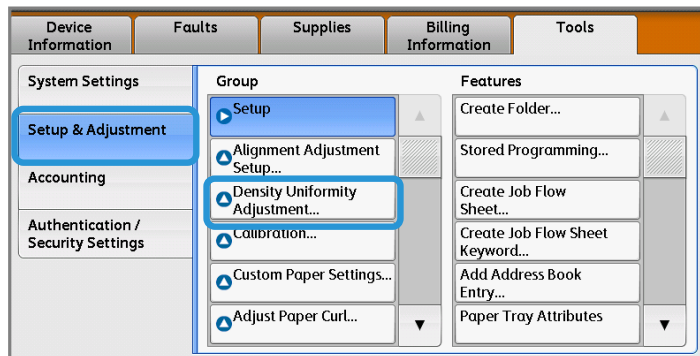 Device
Information
Faults
Supplies
Billing
Information
Tools
System Settings
Setup & Adjustment
Accounting
Authentication /
Security Settings
Group
Setup
Alignment Adjustment
Setup...
Density Uniformity
Adjustment...
Calibration...
Custom Paper Settings...
Adjust Paper Curl...
Features
Create Folder...
Stored Programming...
Create Job Flow
Sheet...
Create Job Flow Sheet
Keyword...
Add Address Book
Entry...
Paper Tray Attributes